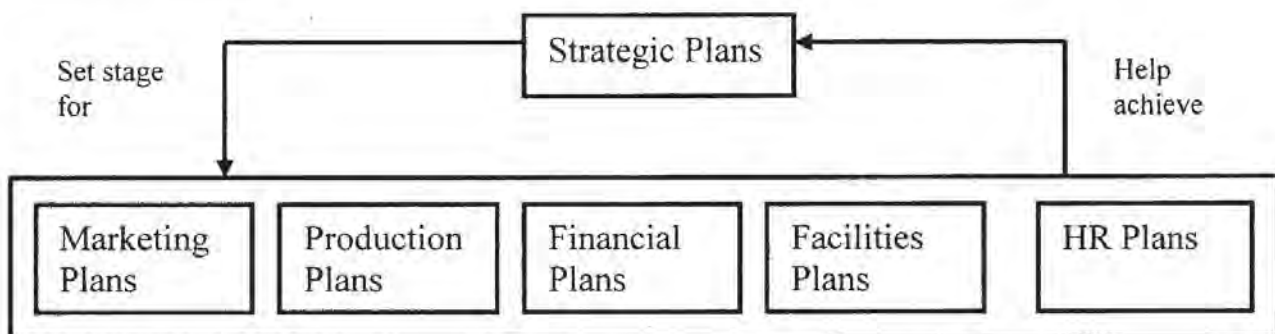 Strategic Plans
Set stage
for
Help
achieve
Marketing
Plans
Production
Plans
Financial
Plans
Facilities
Plans
HR Plans